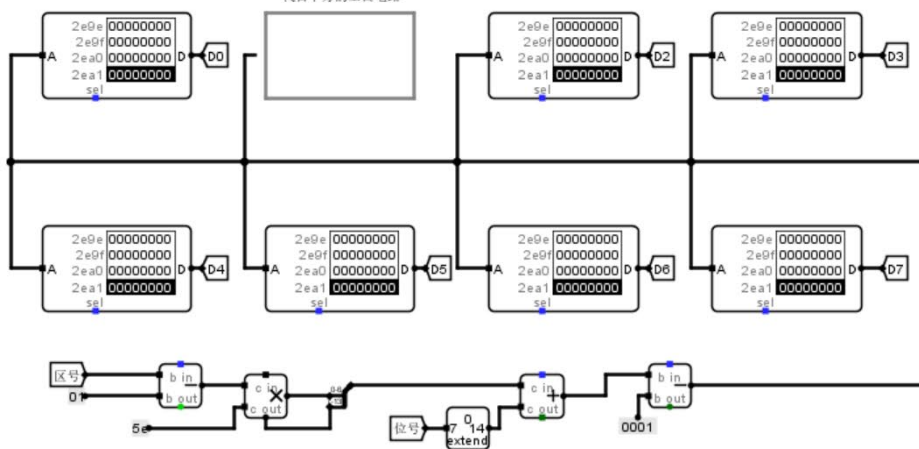 2e9e 00000000 2e9e 00000000 2e9e 00000000
2e9f 00000000 2e9f 00000000 2e9f 00000000
A 2ea0 00000000 D D0 A 2ea0 00000000 D D2 A 2ea0 00000000 D D3
2ea1 00000000 2ea1 00000000 2ea1 00000000
sel sel sel
2e9e 00000000 2e9e 00000000 2e9e 00000000 2e9e 00000000
2e9f 00000000 2e9f 00000000 2e9f 00000000 2e9f 00000000
A 2ea0 00000000 D D4 A 2ea0 00000000 D D5 A 2ea0 00000000 D D6 A 2ea0 00000000 D D7
2ea1 00000000 2ea1 00000000 2ea1 00000000 2ea1 00000000
sel sel sel sel
区号 b in − c in × c in + b in −
01 b out c out c out b out
5e 位号 0 0001
7 14
extend